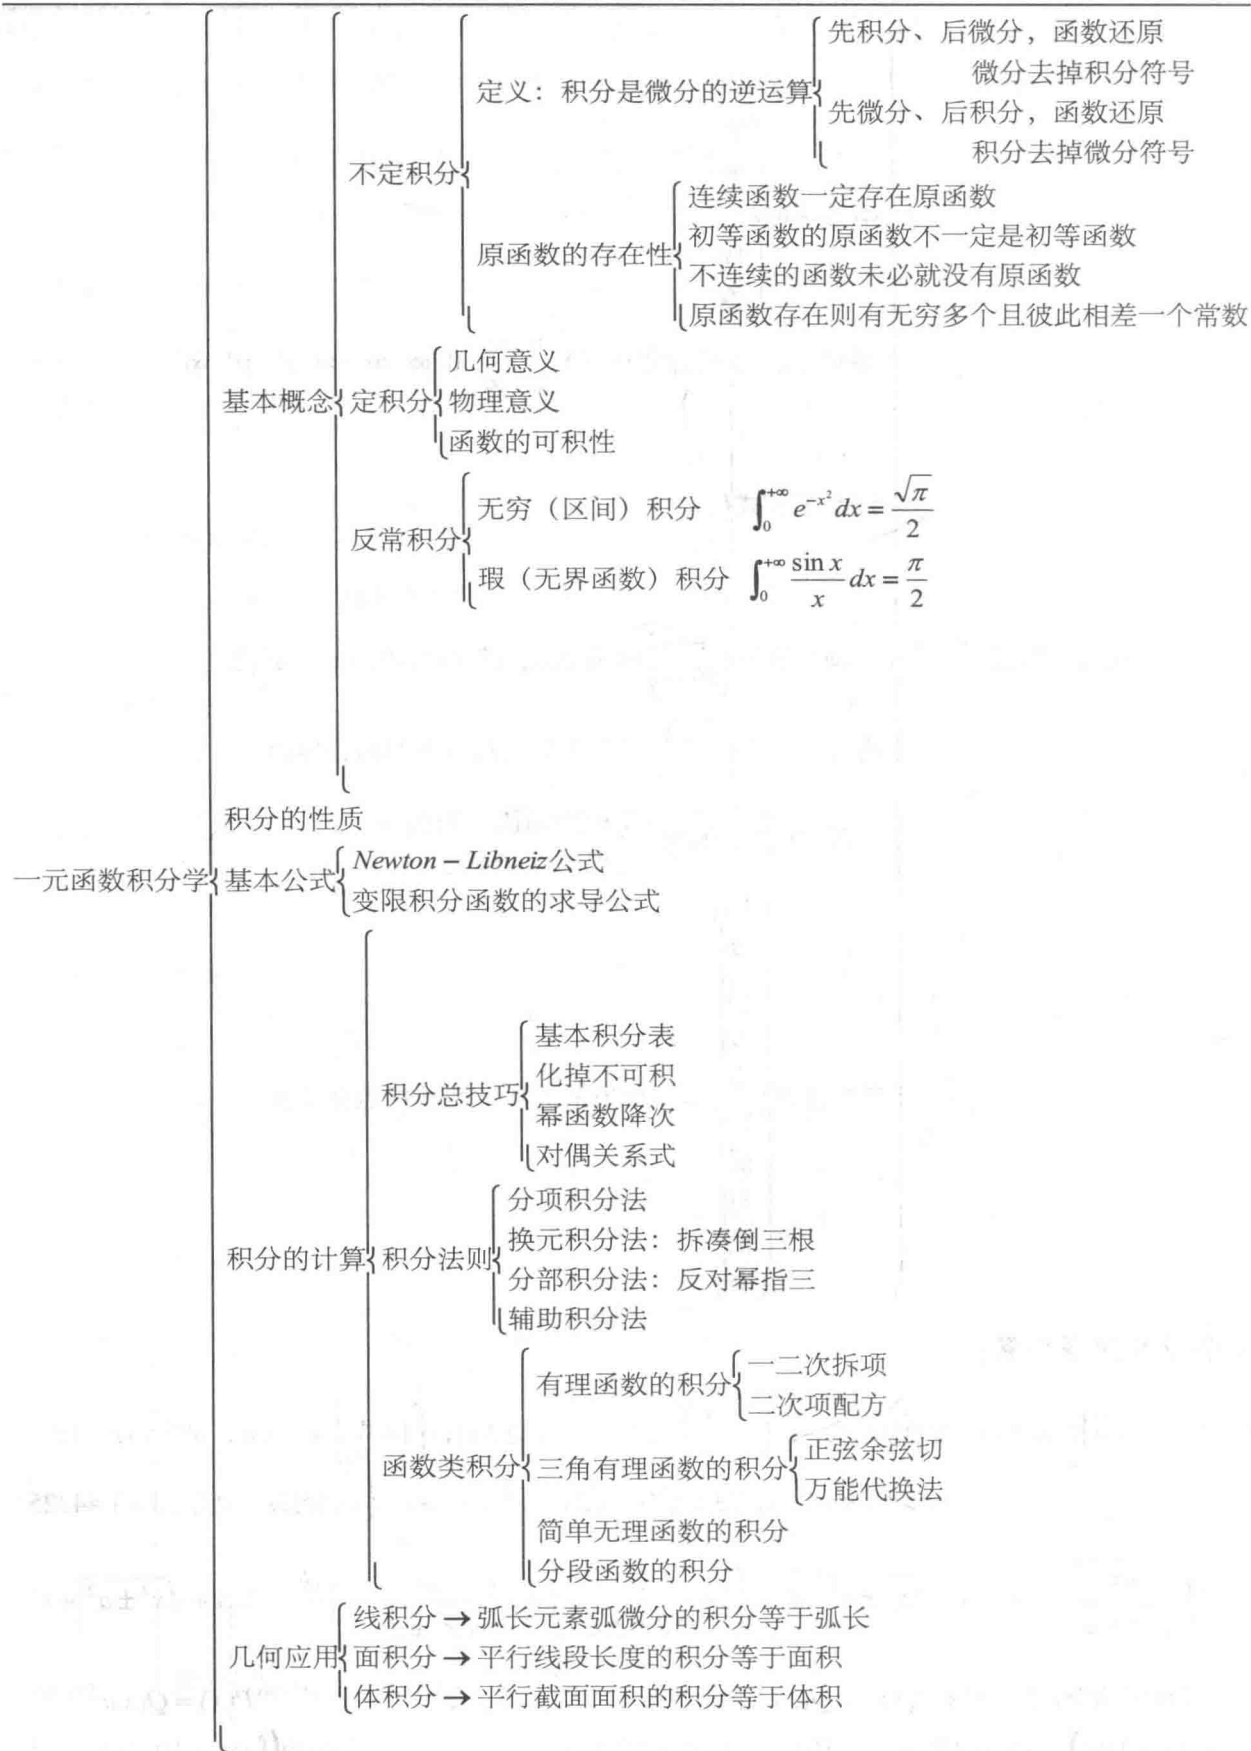 先积分、后微分，函数还原
微分去掉积分符号
定义：积分是微分的逆运算
先微分、后积分，函数还原
积分去掉微分符号
不定积分
连续函数一定存在原函数
初等函数的原函数不一定是初等函数
原函数的存在性
不连续的函数未必就没有原函数
原函数存在则有无穷多个且彼此相差一个常数
几何意义
基本概念 定积分 物理意义
函数的可积性
无穷（区间）积分 ∫₀^{+∞} e^{-x²} dx = √π/2
反常积分
瑕（无界函数）积分 ∫₀^{+∞} sin x/x dx = π/2
积分的性质
Newton – Libneiz公式
一元函数积分学 基本公式
变限积分函数的求导公式
基本积分表
化掉不可积
积分总技巧
幂函数降次
对偶关系式
分项积分法
换元积分法：拆凑倒三根
积分的计算 积分法则
分部积分法：反对幂指三
辅助积分法
一二次拆项
有理函数的积分
二次项配方
正弦余弦切
函数类积分 三角有理函数的积分
万能代换法
简单无理函数的积分
分段函数的积分
线积分 → 弧长元素弧微分的积分等于弧长
几何应用 面积分 → 平行线段长度的积分等于面积
体积分 → 平行截面面积的积分等于体积